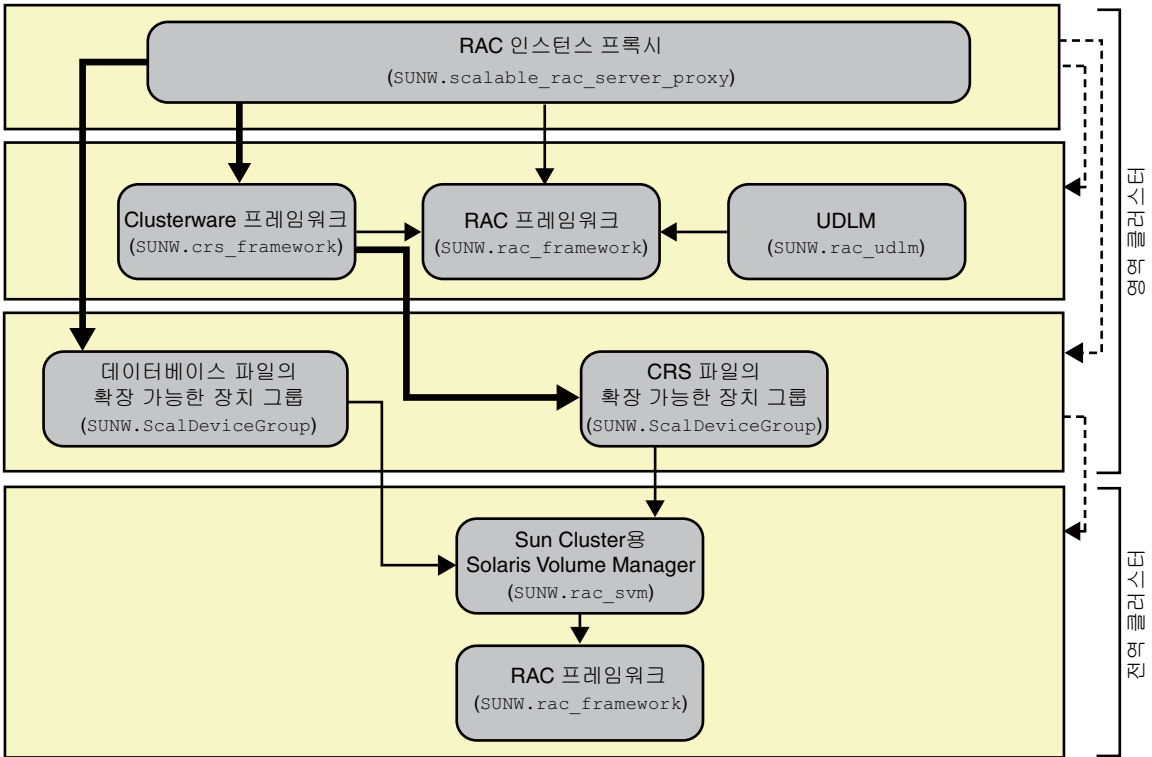 RAC 인스턴스 프록시
(SUNW.scalable_rac_server_proxy)
Clusterware 프레임워크
(SUNW.crs_framework)
RAC 프레임워크
(SUNW.rac_framework)
UDLM
(SUNW.rac_udlm)
영역 클러스터
데이터베이스 파일의
확장 가능한 장치 그룹
(SUNW.ScalDeviceGroup)
CRS 파일의
확장 가능한 장치 그룹
(SUNW.ScalDeviceGroup)
Sun Cluster용
Solaris Volume Manager
(SUNW.rac_svm)
RAC 프레임워크
(SUNW.rac_framework)
전역 클러스터